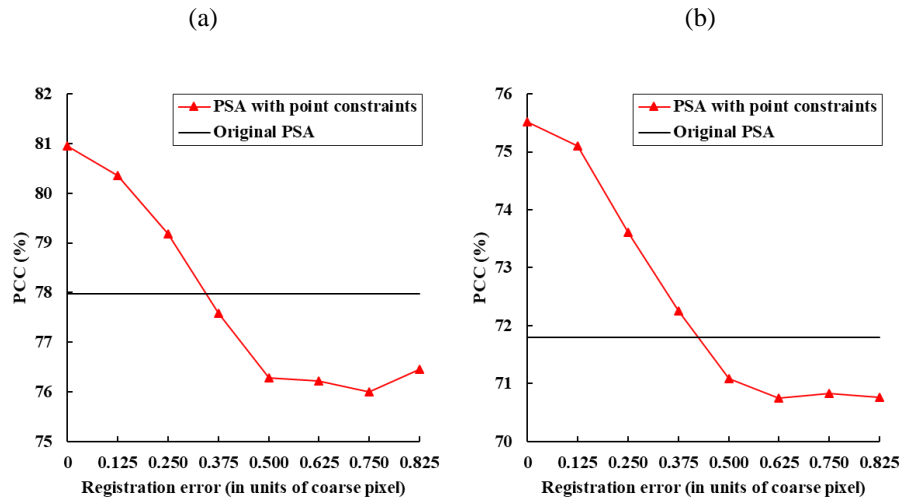 (a)
(b)
82
81
80
79
78
77
76
75
PCC (%)
PSA with point constraints
Original PSA
0 0.125 0.250 0.375 0.500 0.625 0.750 0.825
Registration error (in units of coarse pixel)
76
75
74
73
72
71
70
PCC (%)
PSA with point constraints
Original PSA
0 0.125 0.250 0.375 0.500 0.625 0.750 0.825
Registration error (in units of coarse pixel)